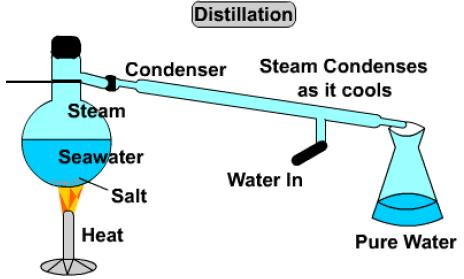 Distillation
Condenser
Steam Condenses
as it cools
Steam
Seawater
Water In
Salt
Heat
Pure Water